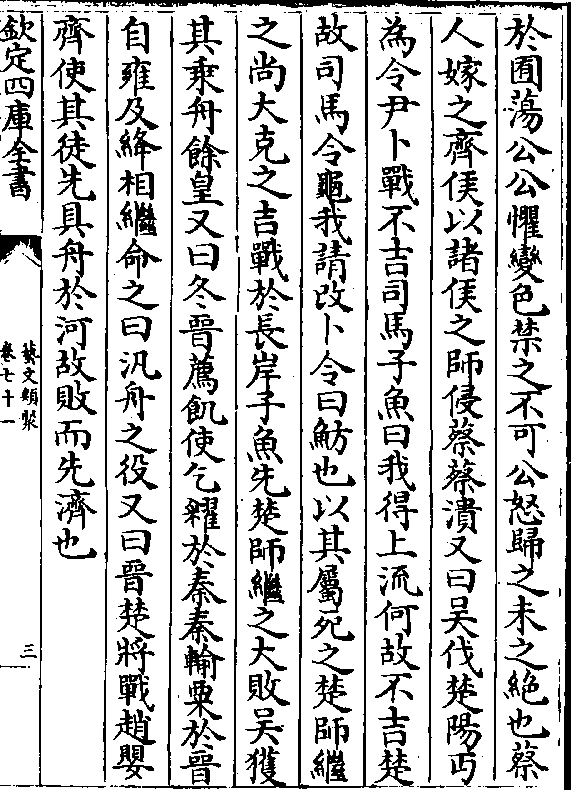 於囿蕩公公懼變色禁之不可公怒歸之未之絶也蔡
人嫁之齊侯以諸侯之師侵蔡蔡潰又曰吴伐楚陽丐
為令尹卜戰不吉司馬子魚曰我得上流何故不吉楚
故司馬令龜我請改卜令曰魴也以其屬死之楚師繼
之尚大克之吉戰於長岸子魚先楚師繼之大敗吴獲
其乘舟餘皇又曰冬晉薦飢使乞糴於秦秦輸粟於晉
自雍及絳相繼命之曰汎舟之役又曰晉楚將戰趙嬰
齊使其徒先具舟於河故敗而先濟也
欽定四庫全書
藝文類聚
卷七十一
三